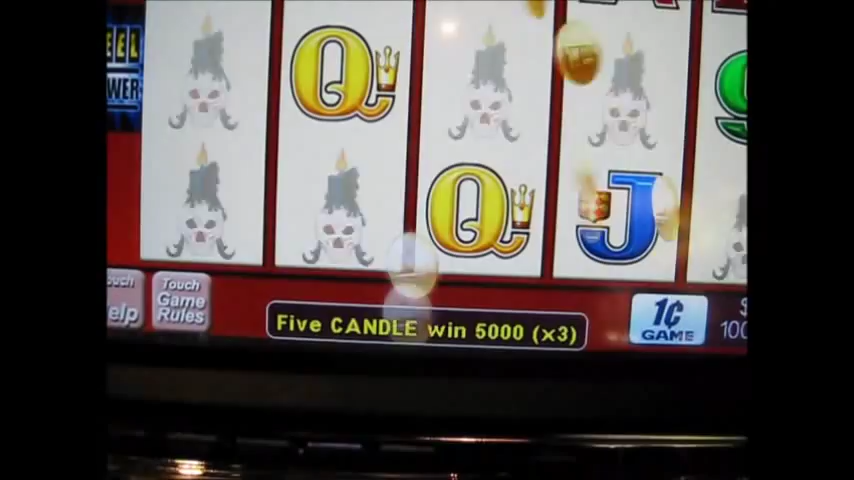 Q
Q
J
Touch
Game
Rules
Five CANDLE win 5000 (x3)
1¢
GAME